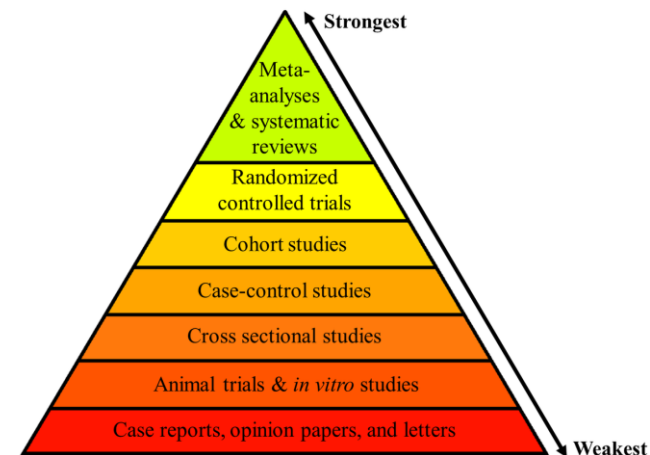 Strongest
Meta-
analyses
& systematic
reviews
Randomized
controlled trials
Cohort studies
Case-control studies
Cross sectional studies
Animal trials & in vitro studies
Case reports, opinion papers, and letters
Weakest